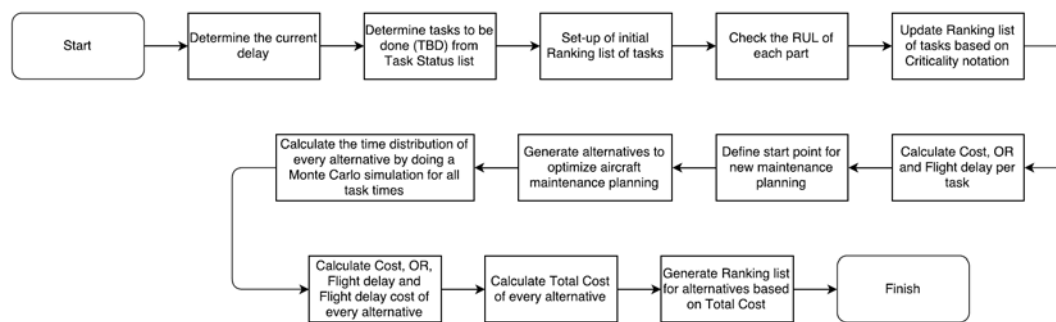 Start
Determine the current
delay
Determine tasks to be
done (TBD) from
Task Status list
Set-up of initial
Ranking list of tasks
Check the RUL of
each part
Update Ranking list
of tasks based on
Criticality notation
Calculate Cost, OR
and Flight delay per
task
Define start point for
new maintenance
planning
Generate alternatives to
optimize aircraft
maintenance planning
Calculate the time distribution of
every alternative by doing a
Monte Carlo simulation for all
task times
Calculate Cost, OR,
Flight delay and
Flight delay cost of
every alternative
Calculate Total Cost
of every alternative
Generate Ranking list
for alternatives based
on Total Cost
Finish